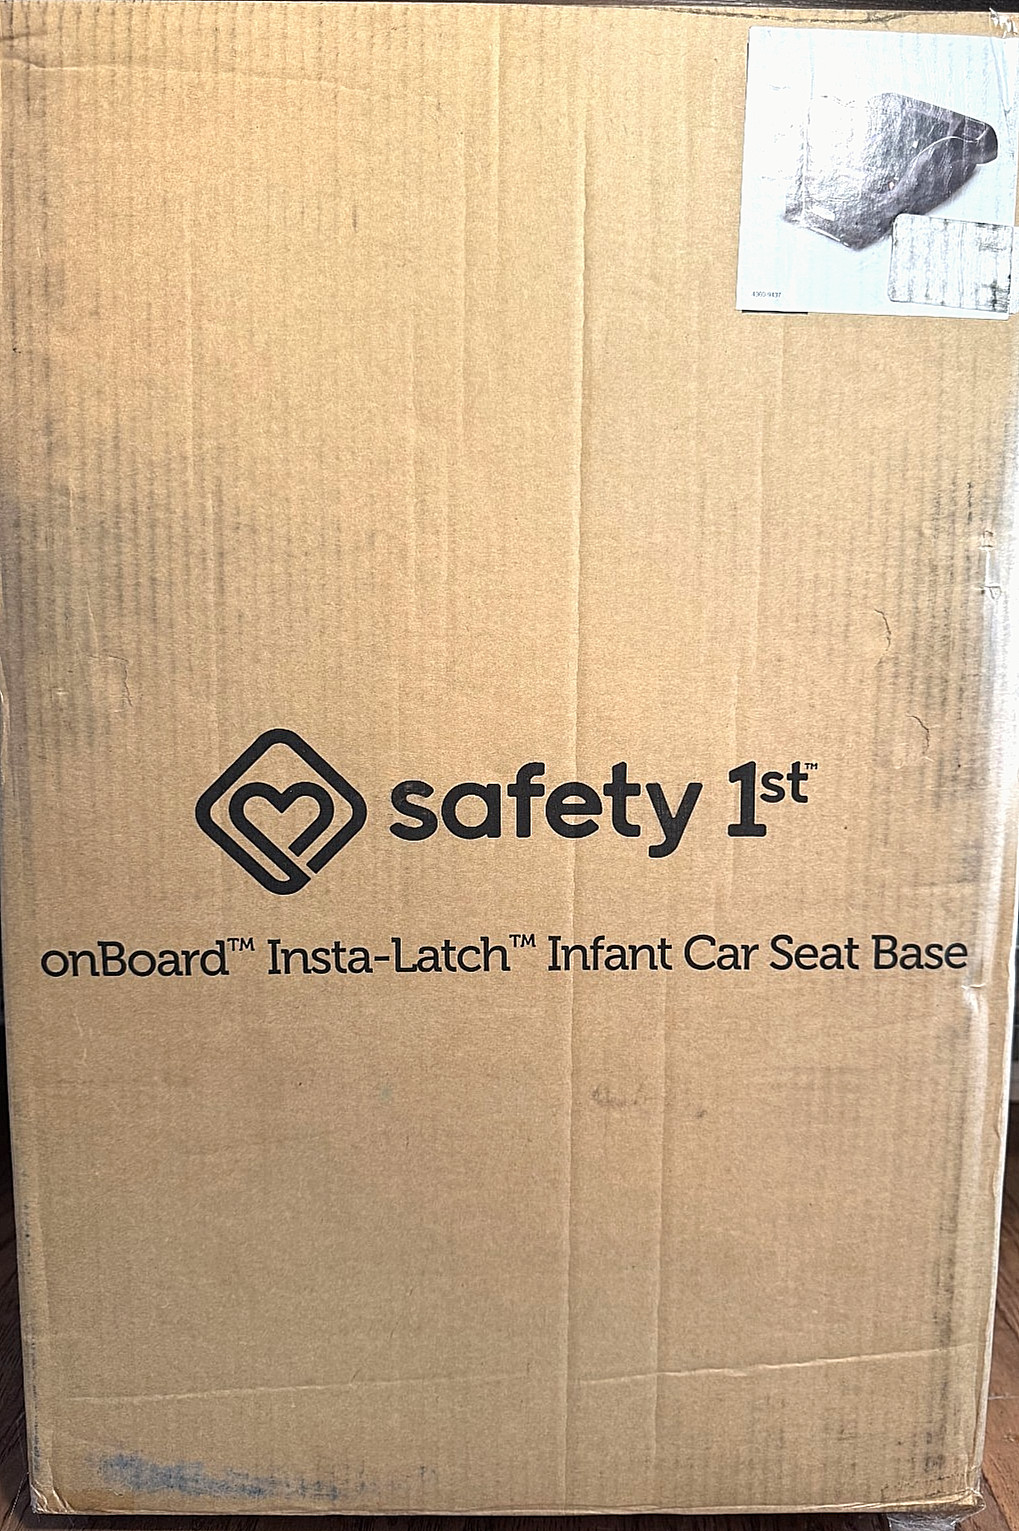 safety 1st™
onBoard™ Insta-Latch™ Infant Car Seat Base